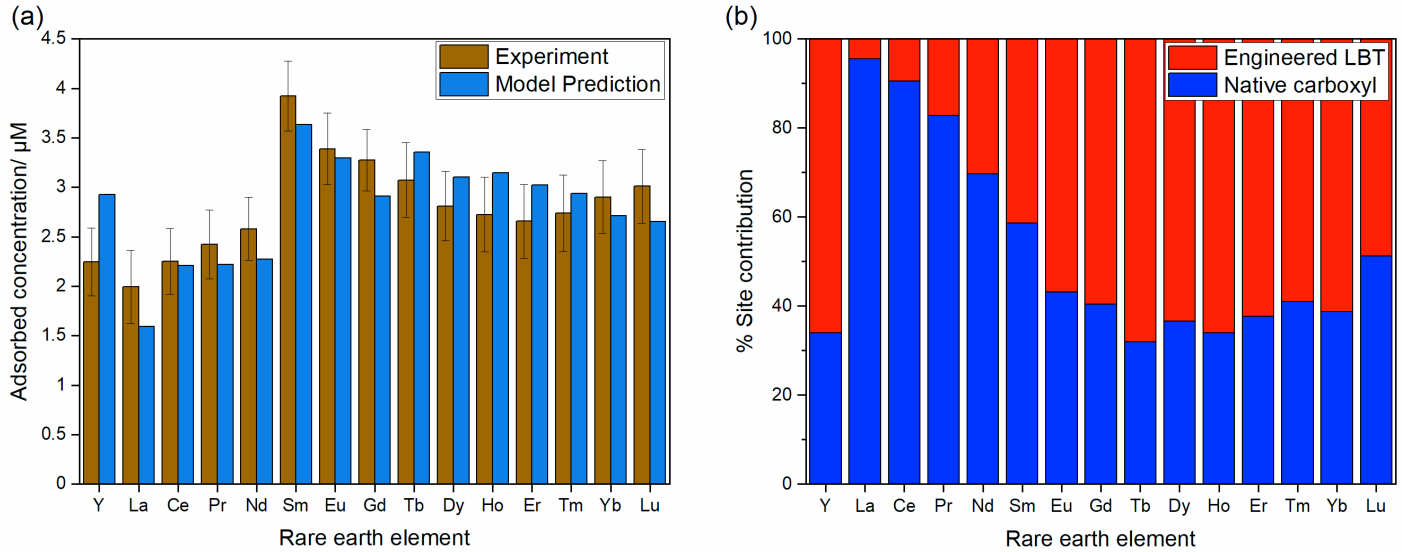 (a)
Adsorbed concentration/ μM
4.5
4
3.5
3
2.5
2
1.5
1
0.5
0
Experiment
Model Prediction
Y La Ce Pr Nd Sm Eu Gd Tb Dy Ho Er Tm Yb Lu
Rare earth element
(b)
% Site contribution
100
80
60
40
20
0
Engineered LBT
Native carboxyl
Y La Ce Pr Nd Sm Eu Gd Tb Dy Ho Er Tm Yb Lu
Rare earth element